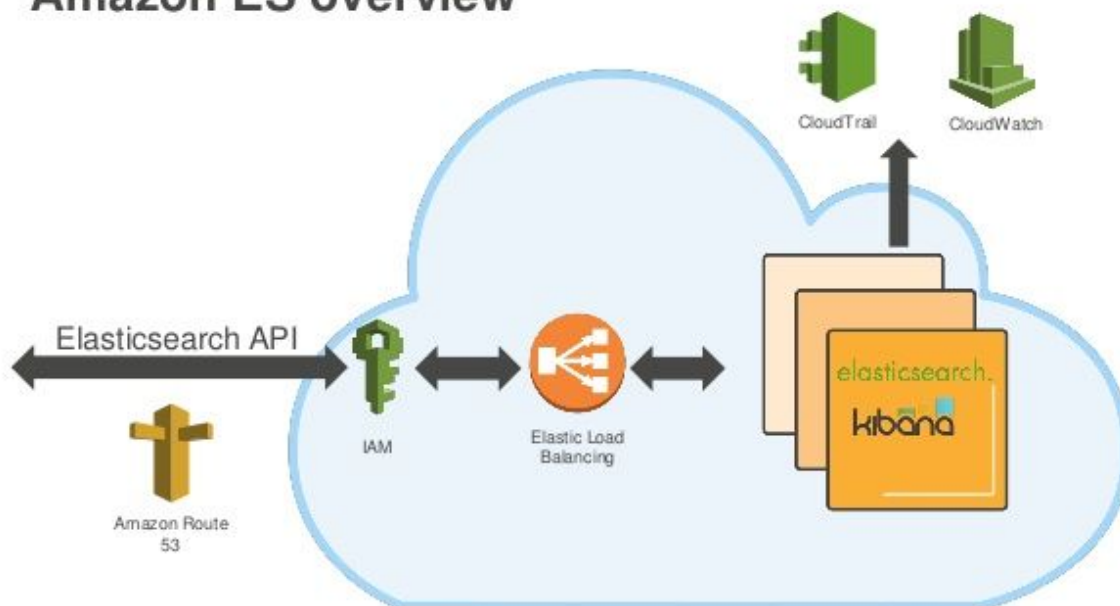 Amazon ES overview
CloudTrail
CloudWatch
Elasticsearch API
elasticsearch.
kibana
IAM
Elastic Load
Balancing
Amazon Route
53